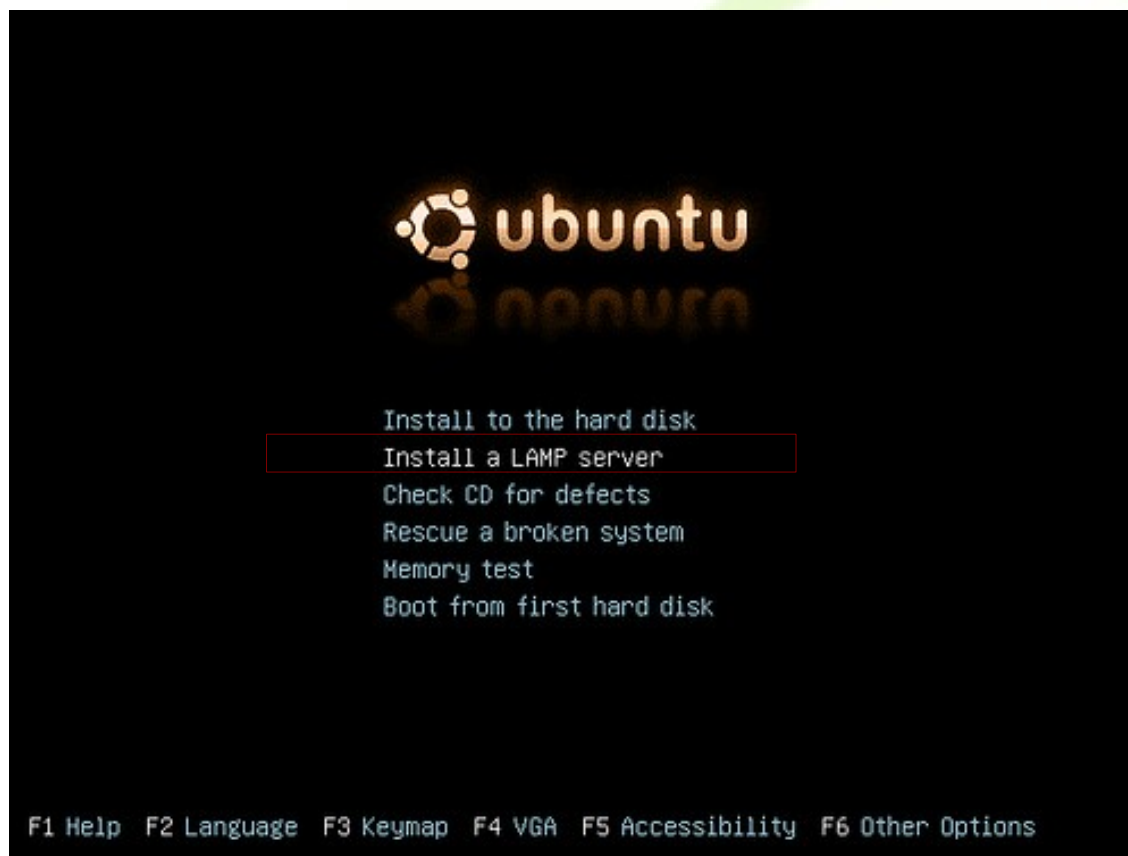 ubuntu
Install to the hard disk
Install a LAMP server
Check CD for defects
Rescue a broken system
Memory test
Boot from first hard disk
F1 Help F2 Language F3 Keymap F4 VGA F5 Accessibility F6 Other Options